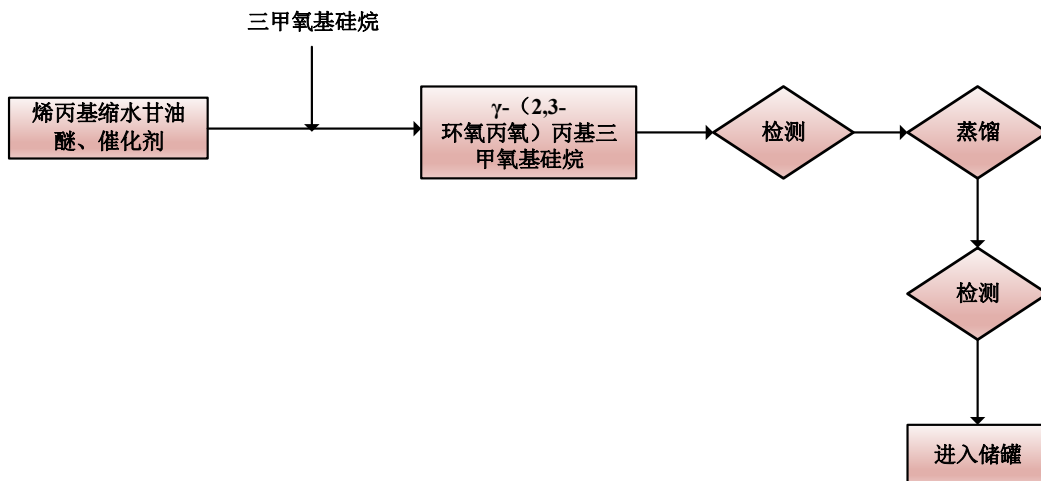 三甲氧基硅烷
烯丙基缩水甘油
醚、催化剂
γ-（2,3-
环氧丙氧）丙基三
甲氧基硅烷
检测
蒸馏
检测
进入储罐